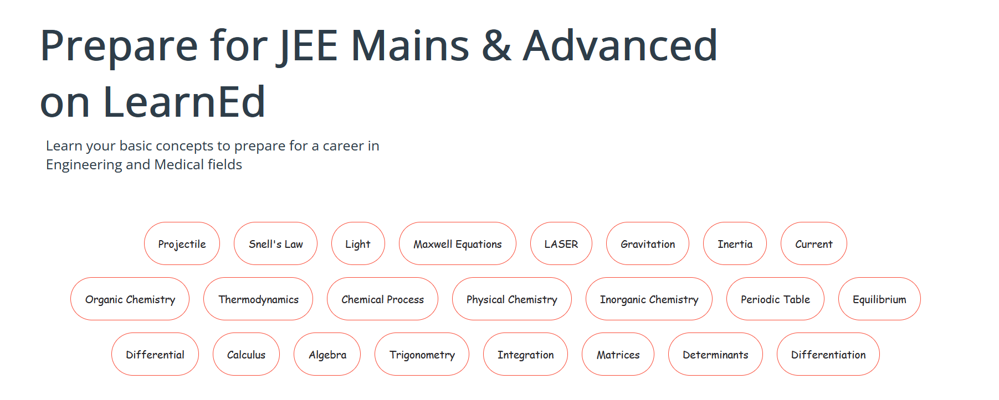 Prepare for JEE Mains & Advanced
on LearnEd
Learn your basic concepts to prepare for a career in
Engineering and Medical fields
Projectile Snell's Law Light Maxwell Equations LASER Gravitation Inertia Current
Organic Chemistry Thermodynamics Chemical Process Physical Chemistry Inorganic Chemistry Periodic Table Equilibrium
Differential Calculus Algebra Trigonometry Integration Matrices Determinants Differentiation